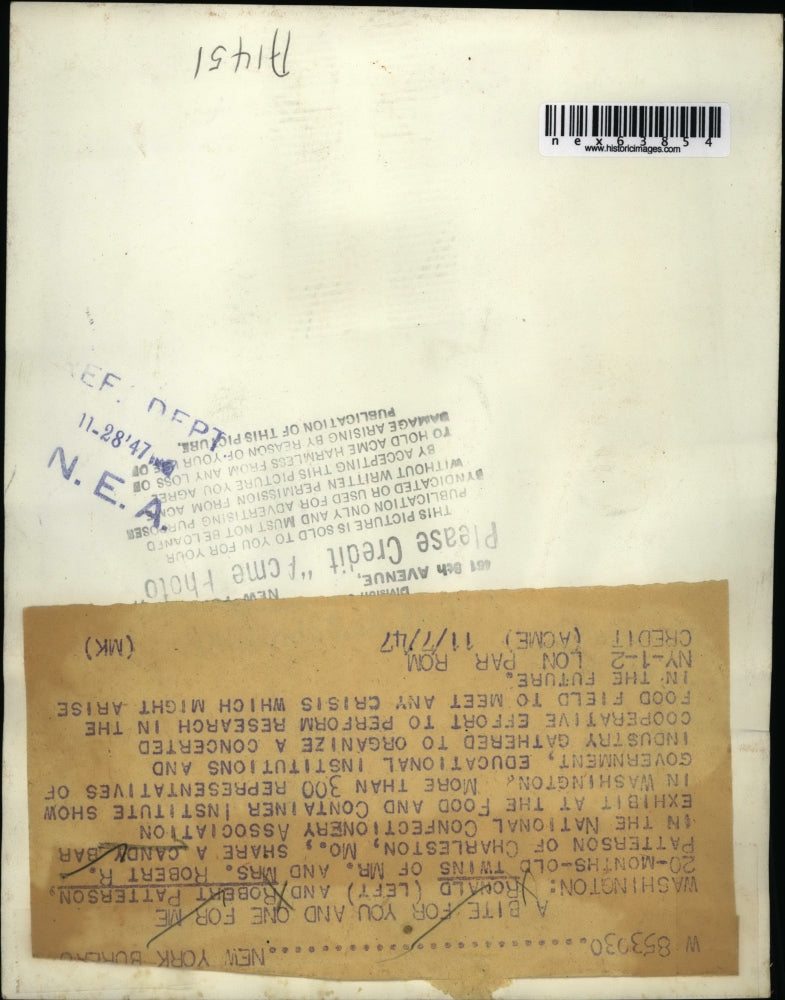 A1451
nex63854
www.historicimages.com
REF. DEPT
11-28'47
N. E. A.
W 853930..........................NEW YORK BUREAU
A BITE FOR YOU AND ONE FOR ME
WASHINGTON: RONALD (LEFT) AND ROBERT PATTERSON,
20-MONTHS-OLD TWINS OF MR. AND MRS. ROBERT R.
PATTERSON OF CHARLESTON, MO., SHARE A CANDY BAR
IN THE NATIONAL CONFECTIONERY ASSOCIATION
EXHIBIT AT THE FOOD AND CONTAINER INSTITUTE SHOW
IN WASHINGTON. MORE THAN 300 REPRESENTATIVES OF
GOVERNMENT, EDUCATIONAL INSTITUTIONS AND
INDUSTRY GATHERED TO ORGANIZE A CONCERTED
COOPERATIVE EFFORT TO PERFORM RESEARCH IN THE
FOOD FIELD TO MEET ANY CRISIS WHICH MIGHT ARISE
IN THE FUTURE.
NY-1-2 LON PAR ROM
CREDIT (ACME) 11/7/47 (MK)
DIVISION
461 8th AVENUE, NEW
Please Credit "Acme Photo
THIS PICTURE IS SOLD TO YOU FOR YOUR
PUBLICATION ONLY AND MUST NOT BE LOANED
SYNDICATED OR USED FOR ADVERTISING PURPOSES
WITHOUT WRITTEN PERMISSION FROM ACME
BY ACCEPTING THIS PICTURE YOU AGREE
TO HOLD ACME HARMLESS FROM ANY LOSS OR
DAMAGE ARISING BY REASON OF YOUR
PUBLICATION OF THIS PICTURE.